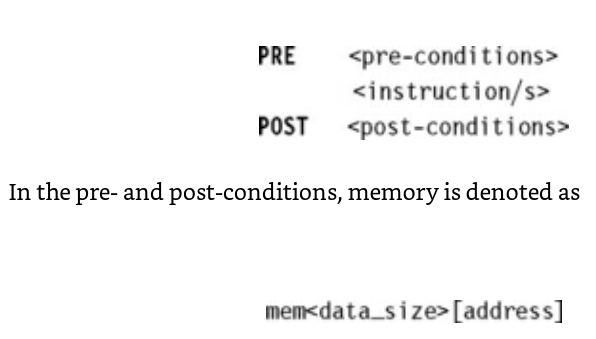 PRE <pre-conditions>
<instruction/s>
POST <post-conditions>
In the pre- and post-conditions, memory is denoted as
mem<data_size>[address]